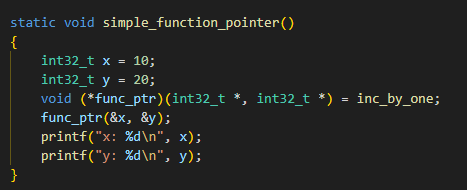 static void simple_function_pointer()
{
    int32_t x = 10;
    int32_t y = 20;
    void (*func_ptr)(int32_t *, int32_t *) = inc_by_one;
    func_ptr(&x, &y);
    printf("x: %d\n", x);
    printf("y: %d\n", y);
}